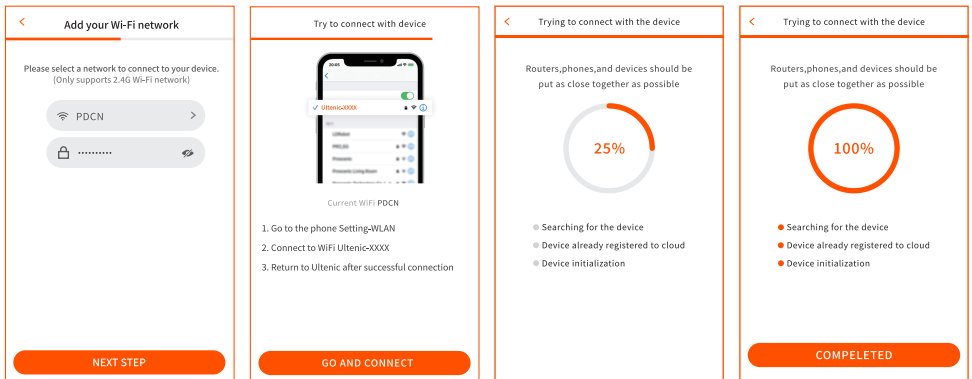 Add your Wi-Fi network
Please select a network to connect to your device.
(Only supports 2.4G Wi-Fi network)
PDCN
NEXT STEP
Try to connect with device
20:05
Ultenic-XXXX
Current WiFi PDCN
1. Go to the phone Setting-WLAN
2. Connect to WiFi Ultenic-XXXX
3. Return to Ultenic after successful connection
GO AND CONNECT
Trying to connect with the device
Routers,phones,and devices should be
put as close together as possible
25%
Searching for the device
Device already registered to cloud
Device initialization
Trying to connect with the device
Routers,phones,and devices should be
put as close together as possible
100%
Searching for the device
Device already registered to cloud
Device initialization
COMPELETED